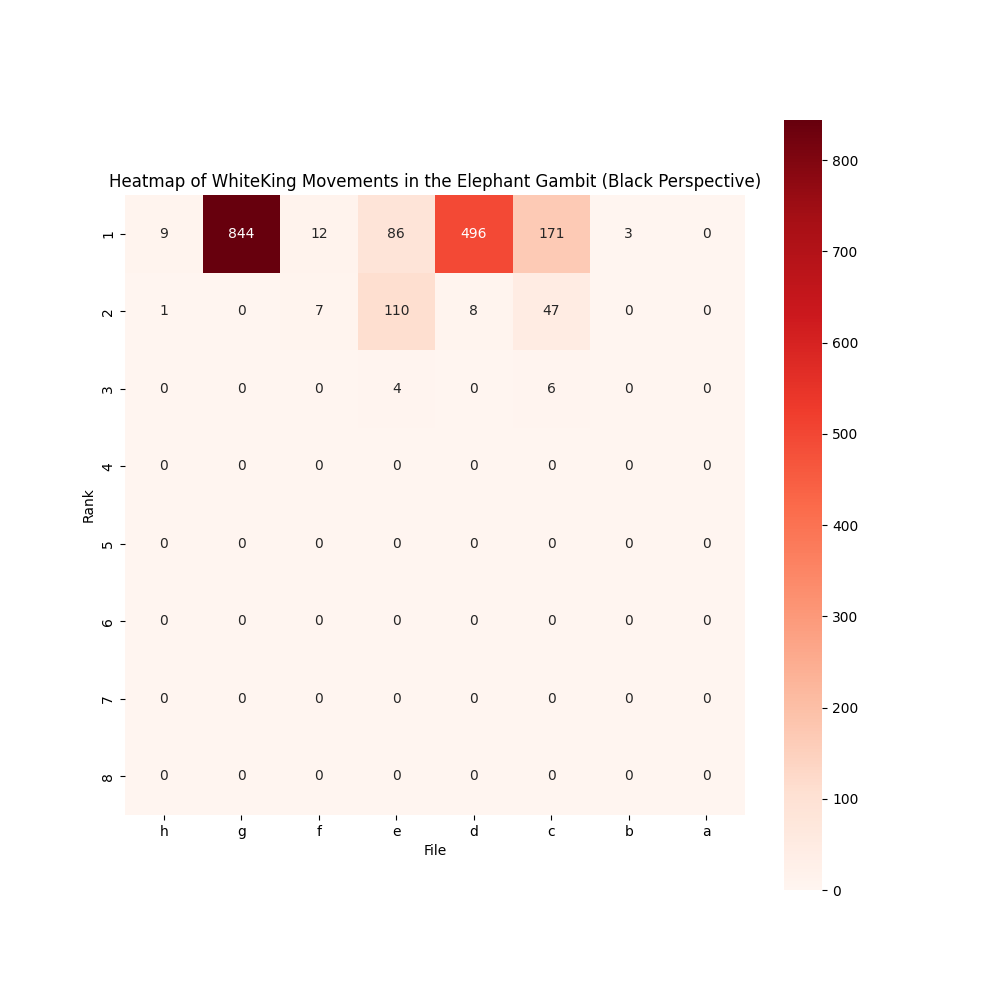 Heatmap of WhiteKing Movements in the Elephant Gambit (Black Perspective)
1 9 844 12 86 496 171 3 0
2 1 0 7 110 8 47 0 0
3 0 0 0 4 0 6 0 0
4 0 0 0 0 0 0 0 0
5 0 0 0 0 0 0 0 0
6 0 0 0 0 0 0 0 0
7 0 0 0 0 0 0 0 0
8 0 0 0 0 0 0 0 0
Rank
h g f e d c b a
File
800
700
600
500
400
300
200
100
0